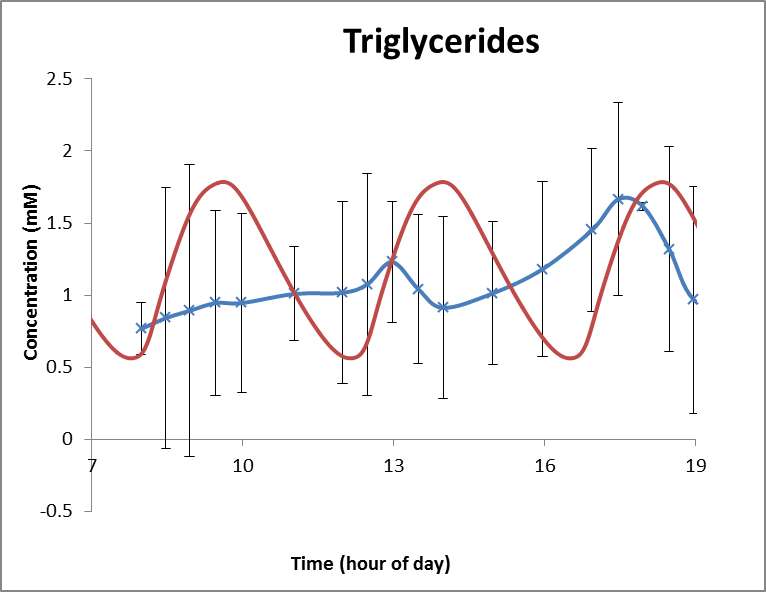 Triglycerides
2.5
2
1.5
1
0.5
0
-0.5
Concentration (mM)
7 10 13 16 19
Time (hour of day)